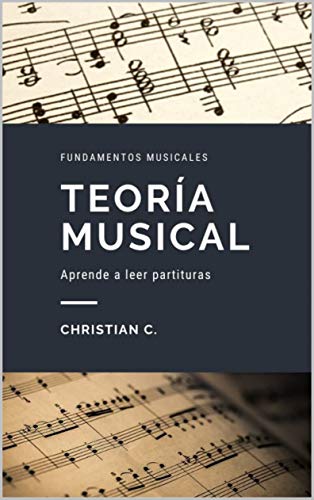 FUNDAMENTOS MUSICALES
TEORÍA
MUSICAL
Aprende a leer partituras
CHRISTIAN C.